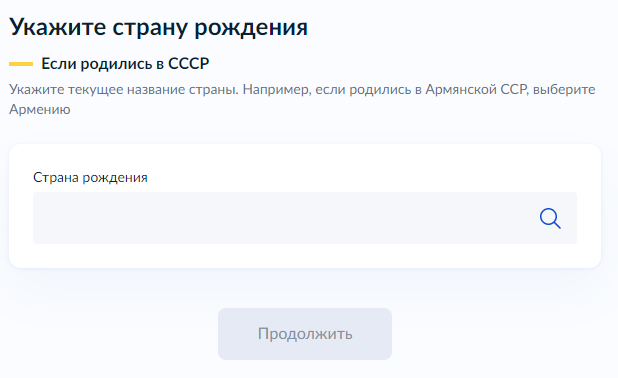 Укажите страну рождения
Если родились в СССР
Укажите текущее название страны. Например, если родились в Армянской ССР, выберите
Армению
Страна рождения
Продолжить